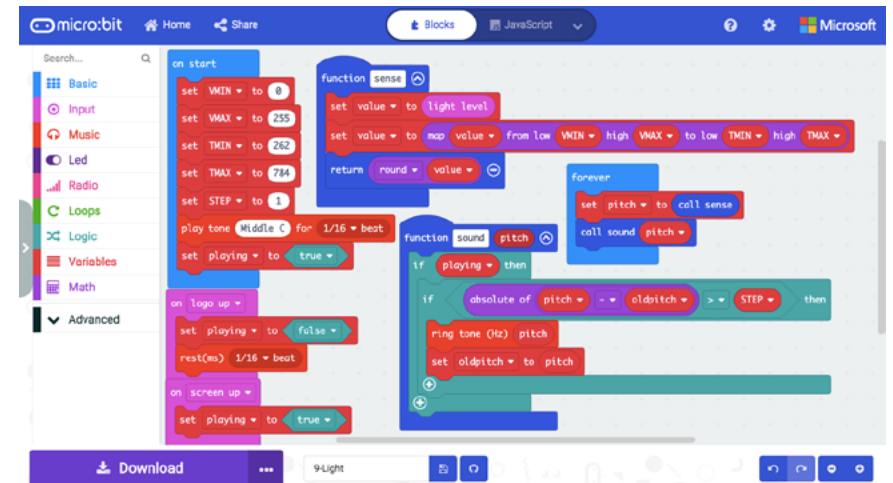 micro:bit Home Share Blocks JavaScript ? Microsoft
Search...
Basic
Input
Music
Led
Radio
Loops
Logic
Variables
Math
Advanced
on start
set VMIN to 0
set VMAX to 255
set TMIN to 262
set TMAX to 784
set STEP to 1
play tone Middle C for 1/16 beat
set playing to true
on logo up
set playing to false
rest(ms) 1/16 beat
on screen up
set playing to true
function sense
set value to light level
set value to map value from low VMIN high VMAX to low TMIN high TMAX
return round value
function sound pitch
if playing then
if absolute of pitch - oldpitch > STEP then
ring tone (Hz) pitch
set oldpitch to pitch
forever
set pitch to call sense
call sound pitch
Download ... 9-Light